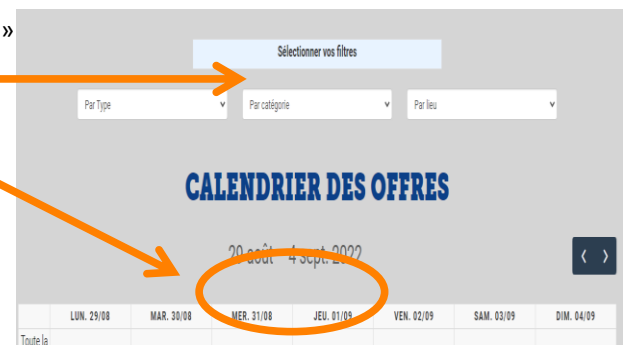 »
Sélectionner vos filtres
Par Type Par catégorie Par lieu
CALENDRIER DES OFFRES
29 août – 4 sept. 2022
LUN. 29/08 MAR. 30/08 MER. 31/08 JEU. 01/09 VEN. 02/09 SAM. 03/09 DIM. 04/09
Toute la